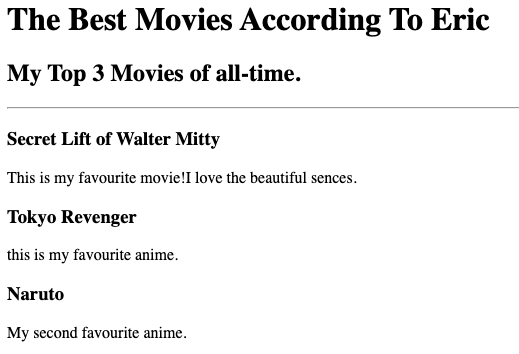 The Best Movies According To Eric
My Top 3 Movies of all-time.
Secret Lift of Walter Mitty
This is my favourite movie!I love the beautiful sences.
Tokyo Revenger
this is my favourite anime.
Naruto
My second favourite anime.